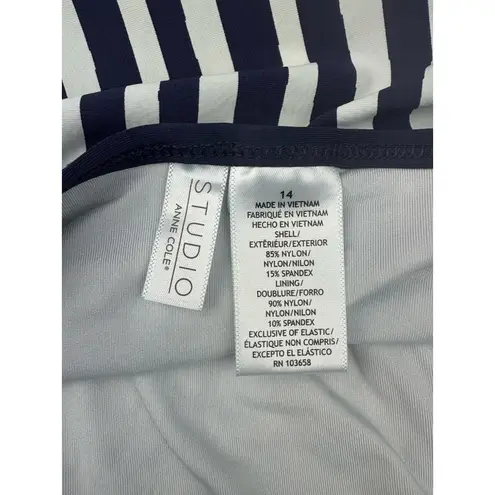 STUDIO
ANNE COLE®
14
MADE IN VIETNAM
FABRIQUÉ EN VIETNAM
HECHO EN VIETNAM
SHELL/
EXTÉRIEUR/EXTERIOR
85% NYLON/
NYLON/NILON
15% SPANDEX
LINING/
DOUBLURE/FORRO
90% NYLON/
NYLON/NILON
10% SPANDEX
EXCLUSIVE OF ELASTIC/
ÉLASTIQUE NON COMPRIS/
EXCEPTO EL ELÁSTICO
RN 103658